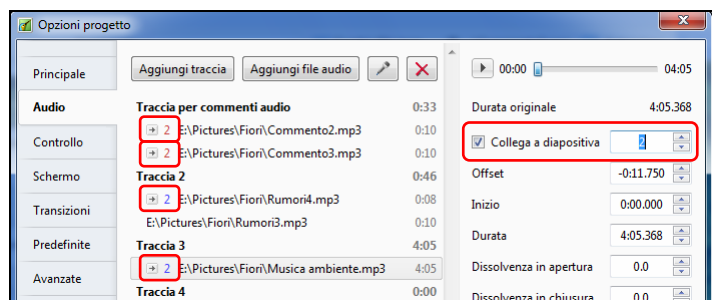 Opzioni progetto
Principale
Audio
Controllo
Schermo
Transizioni
Predefinite
Avanzate
Aggiungi traccia Aggiungi file audio
Traccia per commenti audio 0:33
2 E:\Pictures\Fiori\Commento2.mp3 0:10
2 E:\Pictures\Fiori\Commento3.mp3 0:10
Traccia 2 0:46
2 E:\Pictures\Fiori\Rumori4.mp3 0:08
E:\Pictures\Fiori\Rumori3.mp3 0:10
Traccia 3 4:05
2 E:\Pictures\Fiori\Musica ambiente.mp3 4:05
Traccia 4 0:00
00:00 04:05
Durata originale 4:05.368
Collega a diapositiva 2
Offset -0:11.750
Inizio 0:00.000
Durata 4:05.368
Dissolvenza in apertura 0.0
Dissolvenza in chiusura 0.0